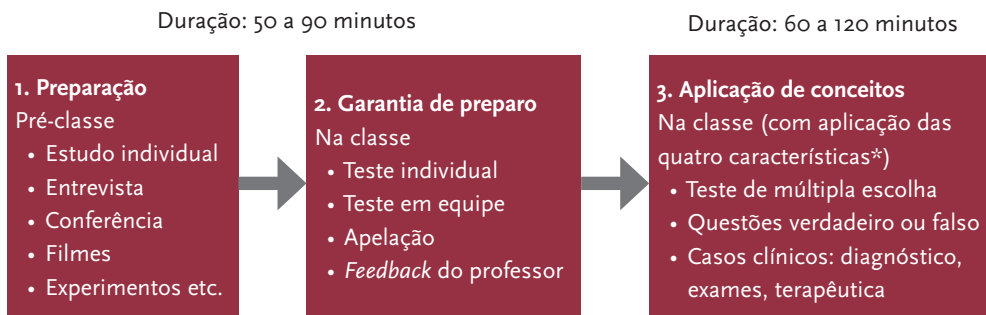 Duração: 50 a 90 minutos
Duração: 60 a 120 minutos
1. Preparação
Pré-classe
• Estudo individual
• Entrevista
• Conferência
• Filmes
• Experimentos etc.
2. Garantia de preparo
Na classe
• Teste individual
• Teste em equipe
• Apelação
• Feedback do professor
3. Aplicação de conceitos
Na classe (com aplicação das
quatro características*)
• Teste de múltipla escolha
• Questões verdadeiro ou falso
• Casos clínicos: diagnóstico,
exames, terapêutica